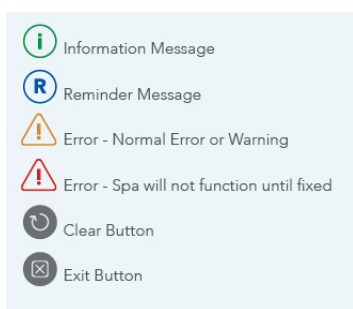 i Information Message
R Reminder Message
! Error - Normal Error or Warning
! Error - Spa will not function until fixed
Clear Button
Exit Button